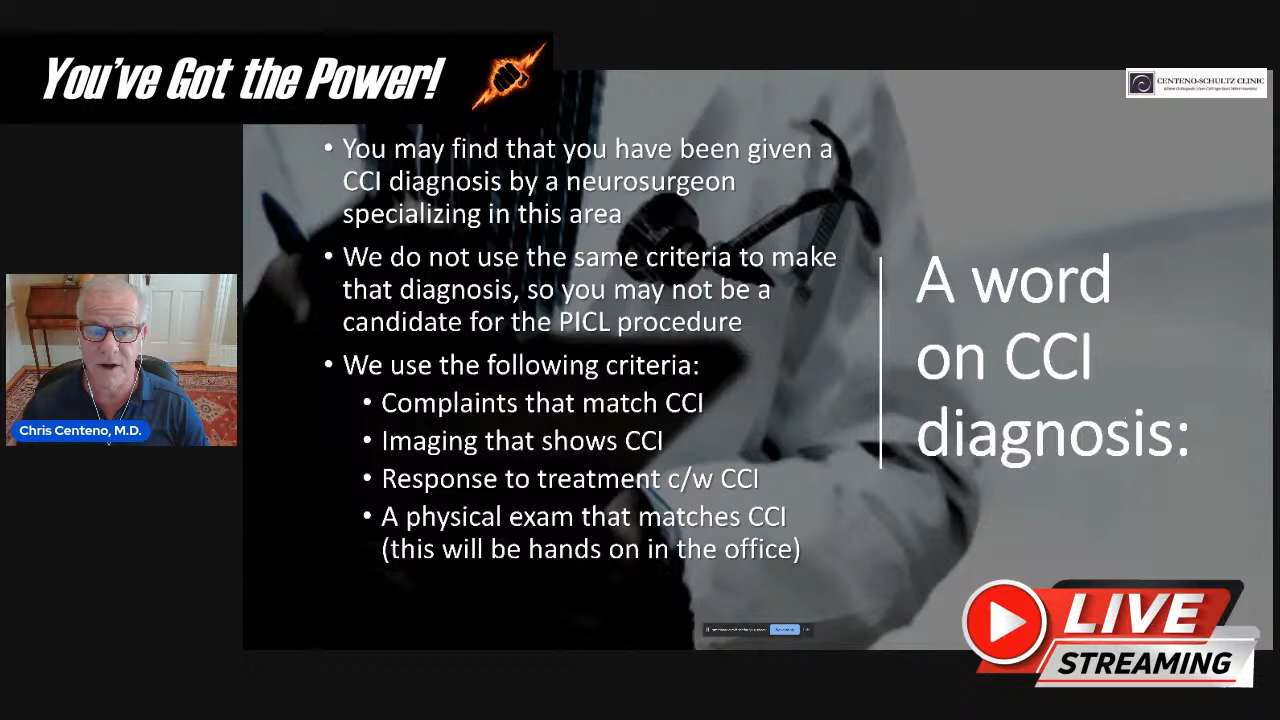 You've Got the Power!
CENTENO-SCHULTZ CLINIC
• You may find that you have been given a
CCI diagnosis by a neurosurgeon
specializing in this area
• We do not use the same criteria to make
that diagnosis, so you may not be a
candidate for the PICL procedure
• We use the following criteria:
• Complaints that match CCI
• Imaging that shows CCI
• Response to treatment c/w CCI
• A physical exam that matches CCI
(this will be hands on in the office)
A word
on CCI
diagnosis:
Chris Centeno, M.D.
LIVE
STREAMING